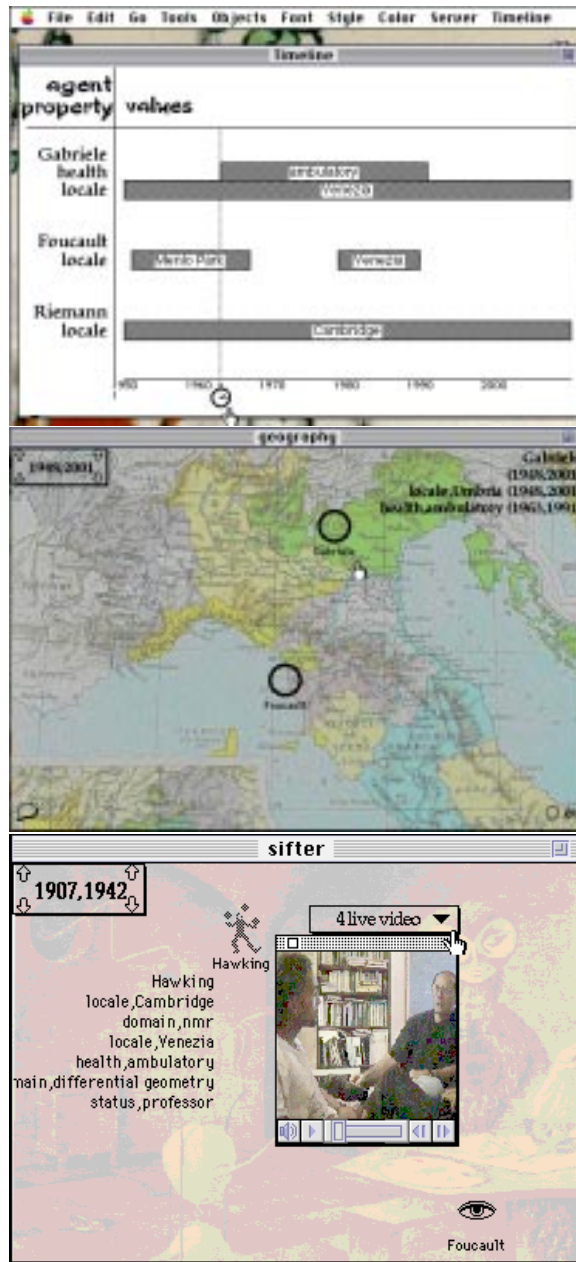 File Edit Go Tools Objects Font Style Color Server Timeline
Timeline
agent
property values
Gabriele
health ambulatory
locale Venezia
Foucault
locale Menlo Park Venezia
Riemann
locale Cambridge
1960 1970 1980 1990 2000
geography
1948,2001
(1948,2001
locale,Umbria (1948,2001
health,ambulatory (1963,1991
Gabriele
Foucault
sifter
1907,1942
4 live video
Hawking
Hawking
locale,Cambridge
domain,nmr
locale,Venezia
health,ambulatory
main,differential geometry
status,professor
Foucault